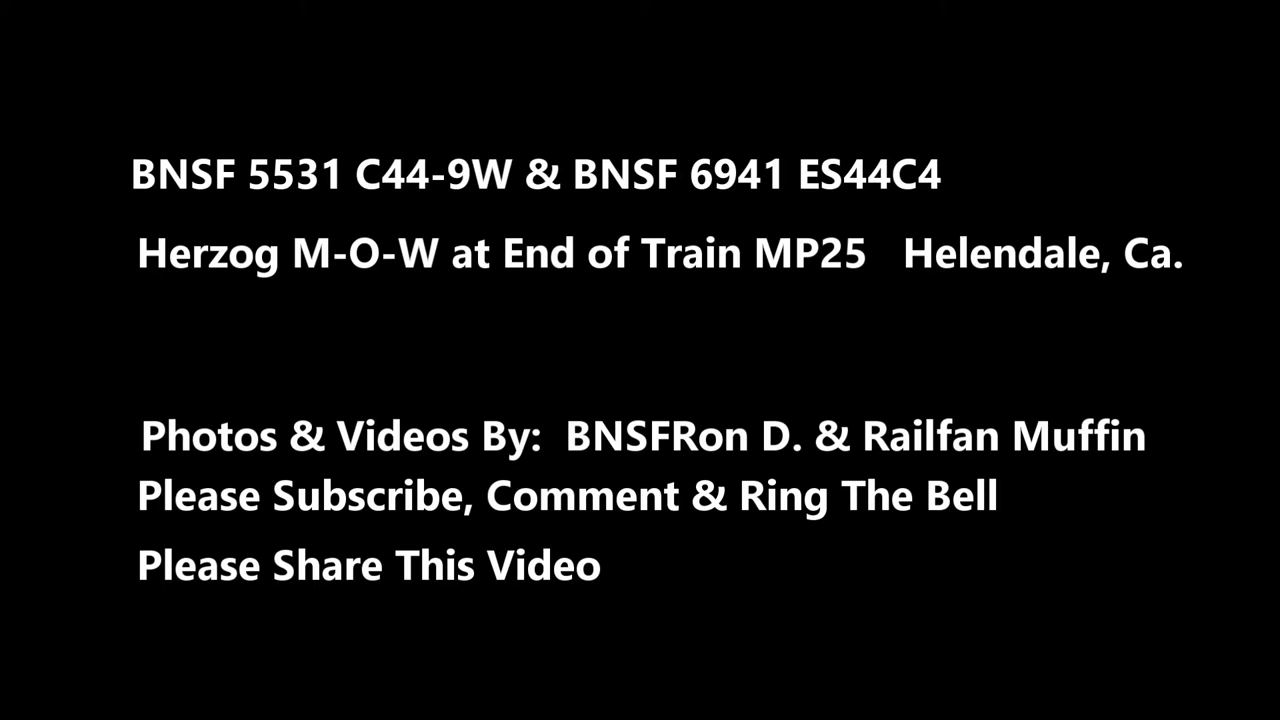 BNSF 5531 C44-9W & BNSF 6941 ES44C4
Herzog M-O-W at End of Train MP25 Helendale, Ca.
Photos & Videos By: BNSFRon D. & Railfan Muffin
Please Subscribe, Comment & Ring The Bell
Please Share This Video